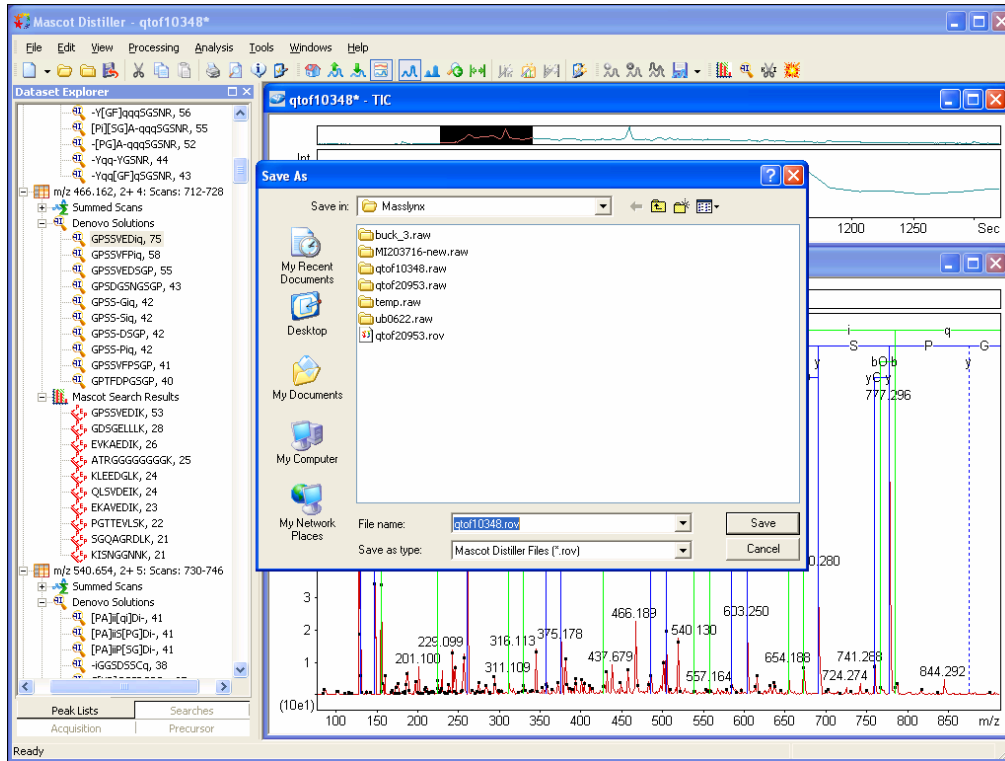 Mascot Distiller - qtof10348*
File Edit View Processing Analysis Tools Windows Help
Dataset Explorer
-Y[GF]qqqSGSNR, 56
[Pi][SG]A-qqqSGSNR, 55
-[PG]A-qqqSGSNR, 52
-Yqq-YGSNR, 44
-Yqq[GF]qSGSNR, 43
m/z 466.162, 2+ 4: Scans: 712-728
Summed Scans
Denovo Solutions
GPSSVEDiq, 75
GPSSVFPiq, 58
GPSSVEDSGP, 55
GPSDGSNGSGP, 43
GPSS-Giq, 42
GPSS-Siq, 42
GPSS-DSGP, 42
GPSS-Piq, 42
GPSSVFPSGP, 41
GPTFDPGSGP, 40
Mascot Search Results
GPSSVEDIK, 53
GDSGELLLK, 28
EVKAEDIK, 26
ATRGGGGGGGK, 25
KLEEDGLK, 24
QLSVDEIK, 24
EKAVEDIK, 23
PGTTEVLSK, 22
SGQAGRDLK, 21
KISNGGNNK, 21
m/z 540.654, 2+ 5: Scans: 730-746
Summed Scans
Denovo Solutions
[PA]ii[qi]Di-, 41
[PA]iiS[PG]Di-, 41
[PA]iiP[SG]Di-, 41
-iGGSDSSCq, 38
Peak Lists Searches
Acquisition Precursor
Ready
qtof10348* - TIC
Int
1200 1250 Sec
Save As
Save in: Masslynx
My Recent Documents
Desktop
My Documents
My Computer
My Network Places
buck_3.raw
MI203716-new.raw
qtof10348.raw
qtof20953.raw
temp.raw
ub0622.raw
qtof20953.rov
File name: qtof10348.rov Save
Save as type: Mascot Distiller Files (*.rov) Cancel
i q
S P G
y b b y
y y
777.296
0.280
3
2
1
(10e1)
201.100
229.099
311.109
316.113
375.178
437.679
466.189
540.130
557.164
603.250
654.188
724.274
741.288
844.292
100 150 200 250 300 350 400 450 500 550 600 650 700 750 800 850 m/z